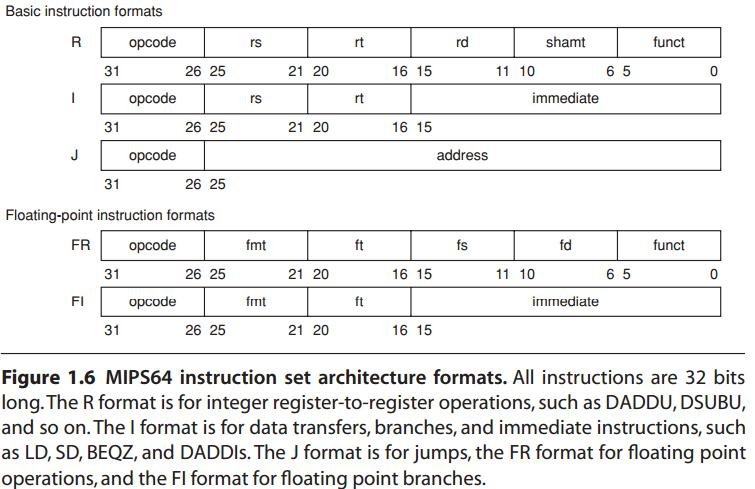 Basic instruction formats
R opcode rs rt rd shamt funct
31 26 25 21 20 16 15 11 10 6 5 0
I opcode rs rt immediate
31 26 25 21 20 16 15
J opcode address
31 26 25
Floating-point instruction formats
FR opcode fmt ft fs fd funct
31 26 25 21 20 16 15 11 10 6 5 0
FI opcode fmt ft immediate
31 26 25 21 20 16 15
Figure 1.6 MIPS64 instruction set architecture formats. All instructions are 32 bits
long. The R format is for integer register-to-register operations, such as DADDU, DSUBU,
and so on. The I format is for data transfers, branches, and immediate instructions, such
as LD, SD, BEQZ, and DADDIs. The J format is for jumps, the FR format for floating point
operations, and the FI format for floating point branches.